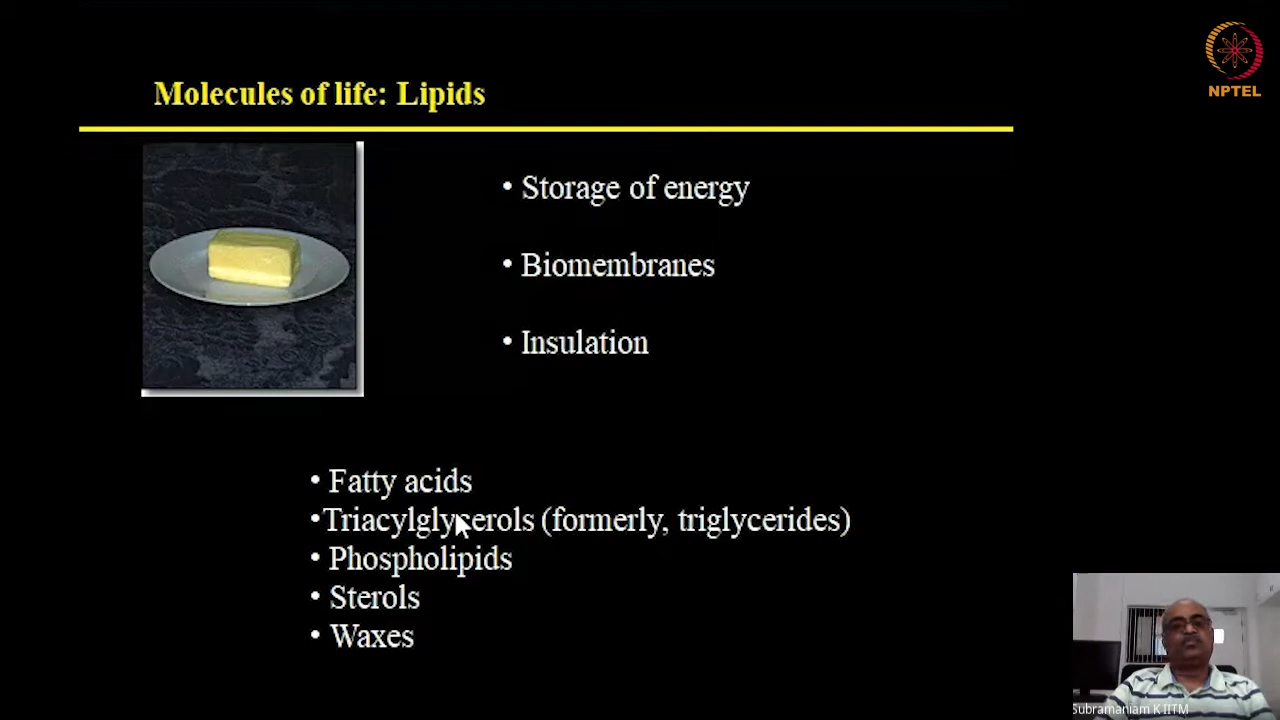 NPTEL
Molecules of life: Lipids
• Storage of energy
• Biomembranes
• Insulation
• Fatty acids
•Triacylglycerols (formerly, triglycerides)
• Phospholipids
• Sterols
• Waxes
Subramaniam K IITM